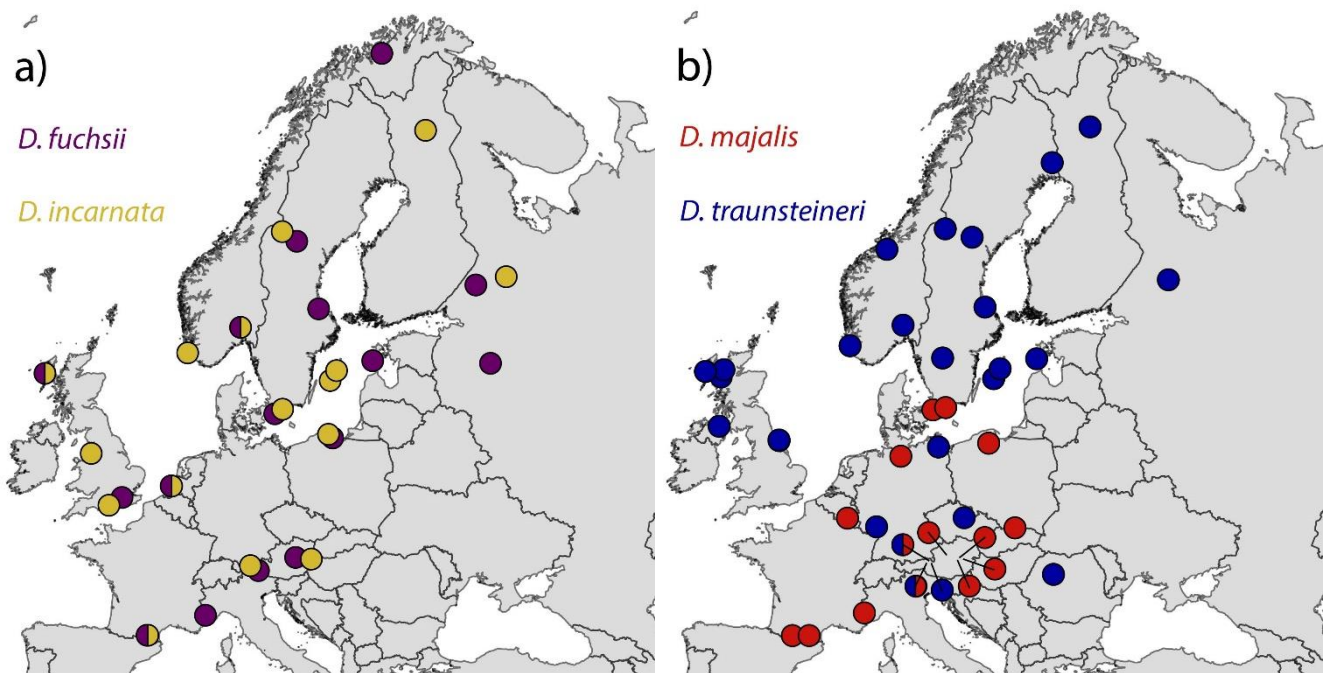 a)
D. fuchsii
D. incarnata
b)
D. majalis
D. traunsteineri